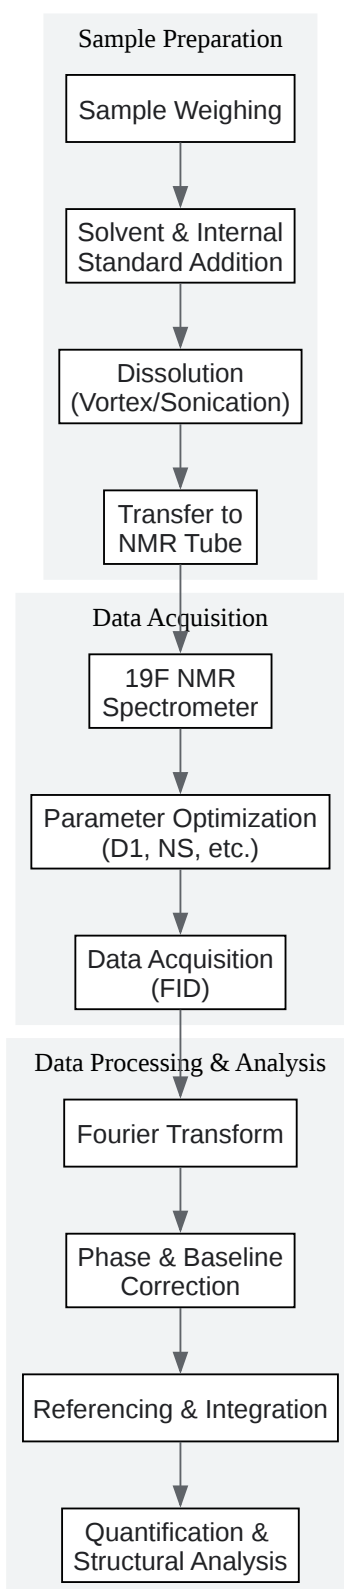 Sample Preparation
Sample Weighing
Solvent & Internal
Standard Addition
Dissolution
(Vortex/Sonication)
Transfer to
NMR Tube
Data Acquisition
19F NMR
Spectrometer
Parameter Optimization
(D1, NS, etc.)
Data Acquisition
(FID)
Data Processing & Analysis
Fourier Transform
Phase & Baseline
Correction
Referencing & Integration
Quantification &
Structural Analysis